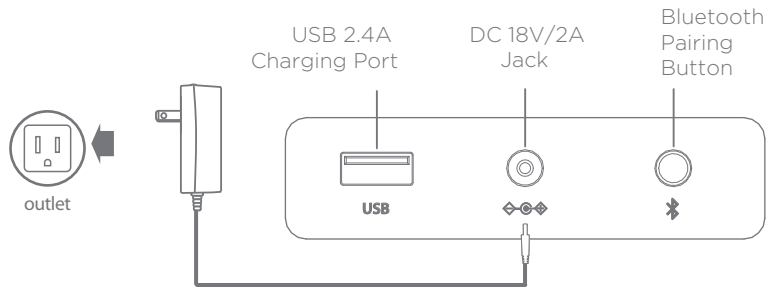 USB 2.4A
Charging Port
DC 18V/2A
Jack
Bluetooth
Pairing
Button
outlet
USB